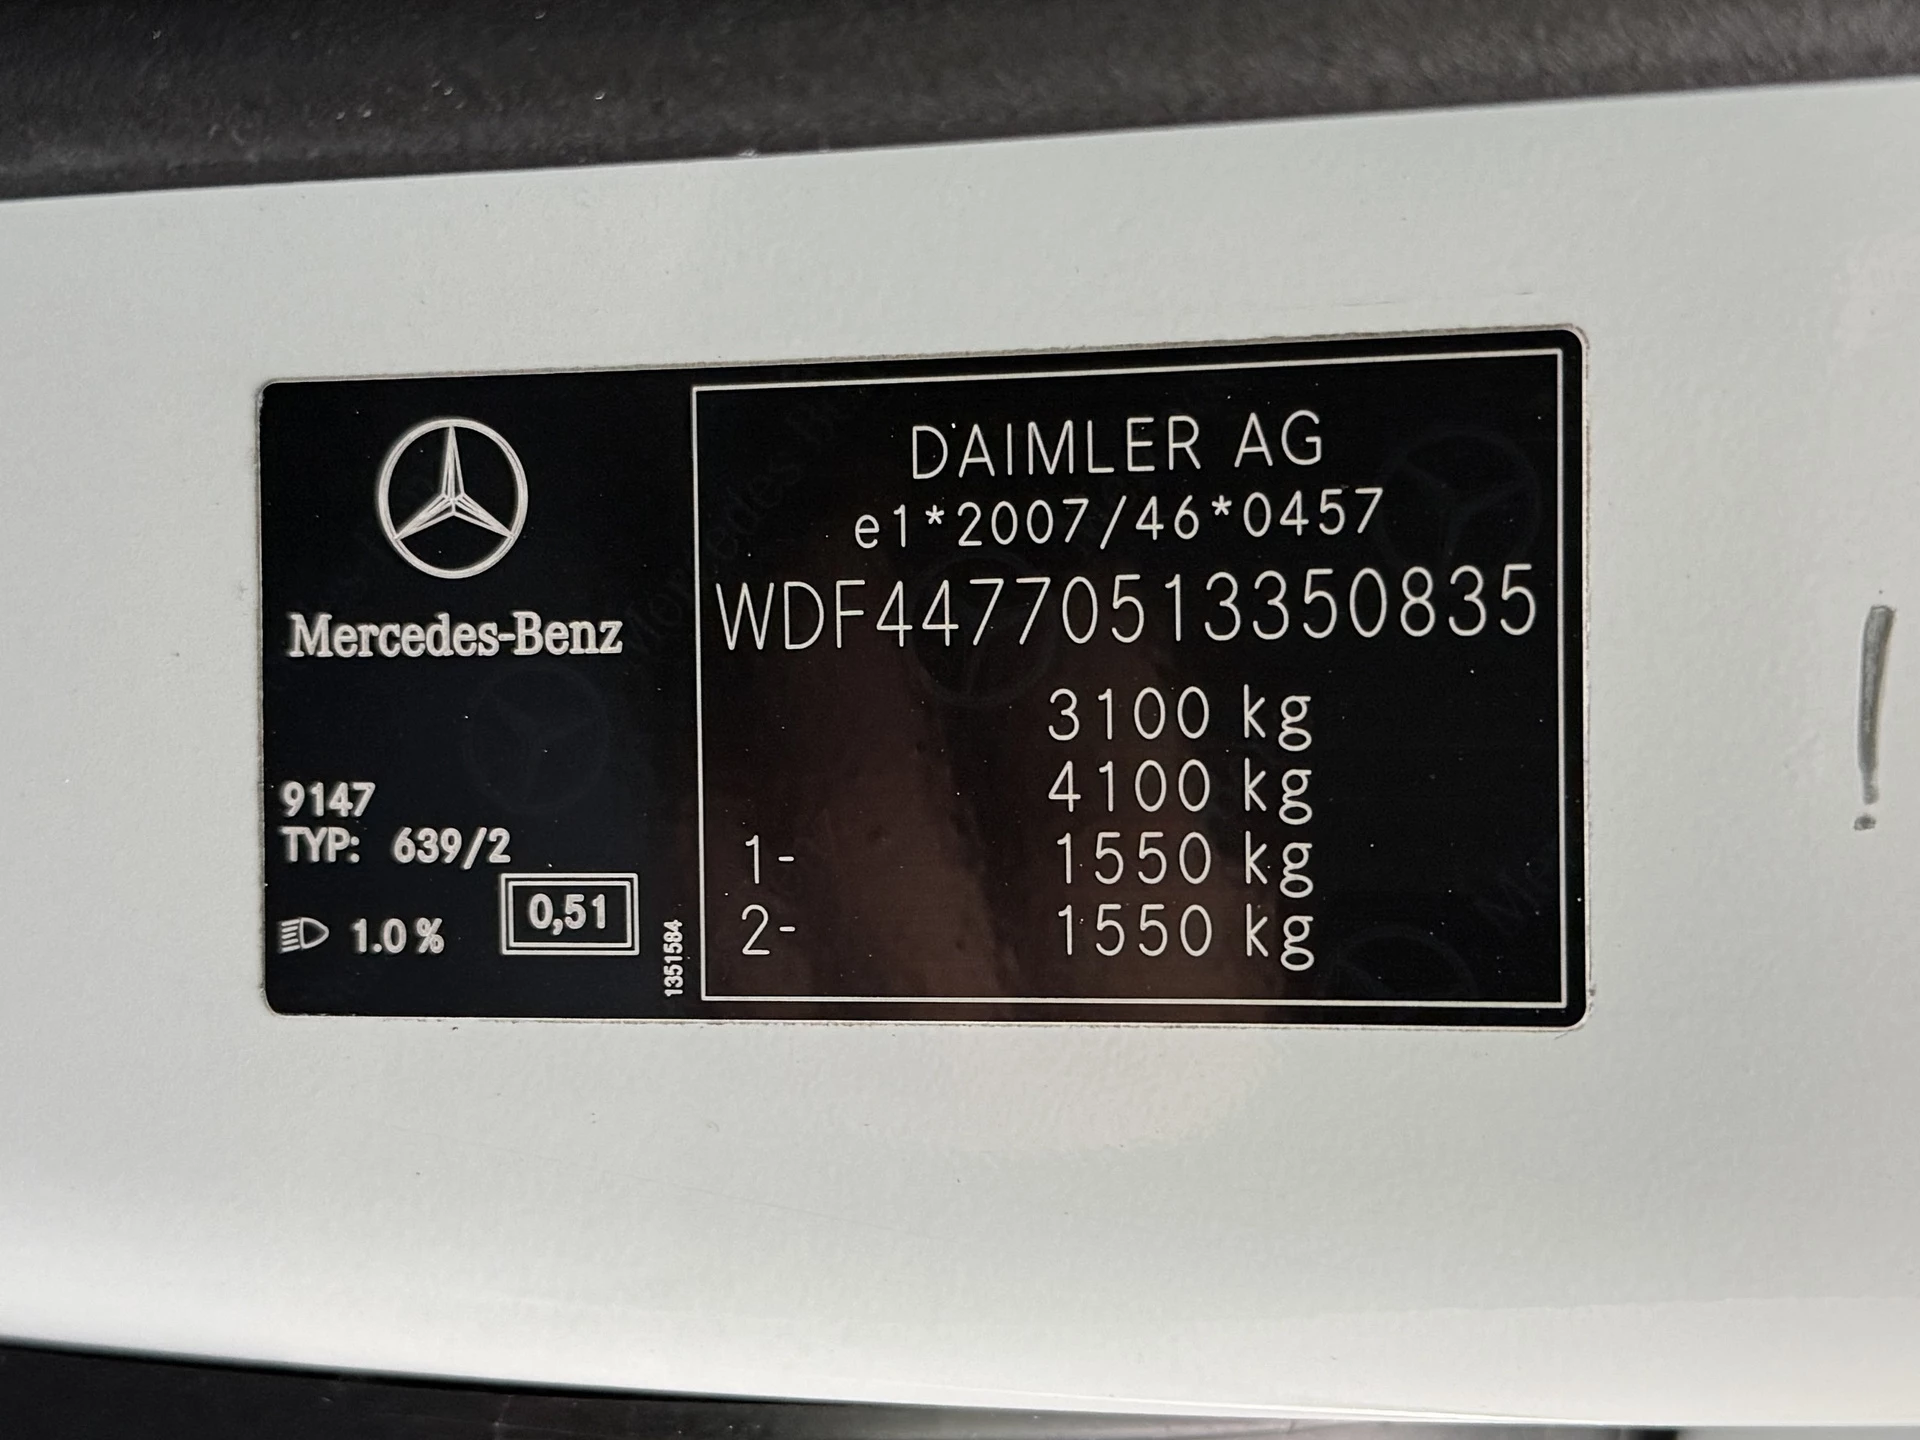 Mercedes-Benz
9147
TYP: 639/2
1.0 %
0,51
1351584
DAIMLER AG
e1*2007/46*0457
WDF44770513350835
3100 kg
4100 kg
1- 1550 kg
2- 1550 kg